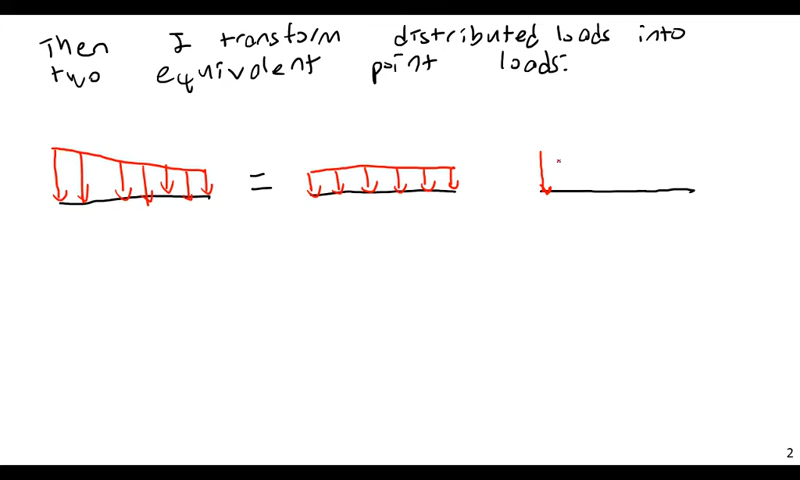 Then I transform distributed loads into
two equivalent point loads:
=
2